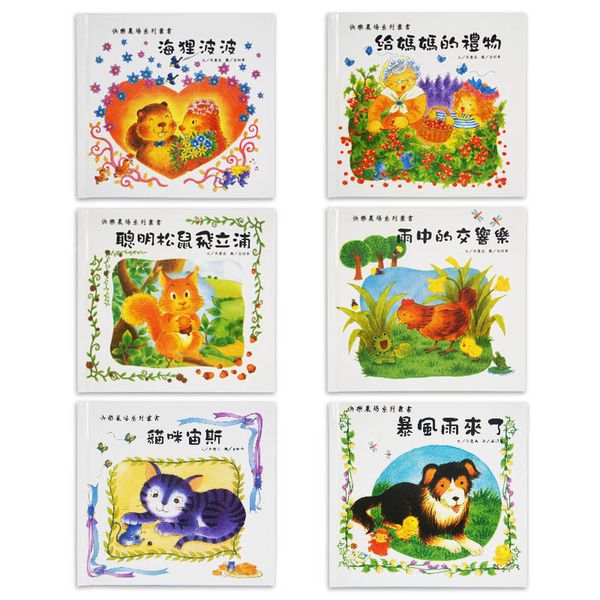 快樂農場系列叢書
海狸波波
快樂農場系列叢書
給媽媽的禮物
快樂農場系列叢書
聰明松鼠飛立浦
快樂農場系列叢書
雨中的交響樂
快樂農場系列叢書
貓咪宙斯
快樂農場系列叢書
暴風雨來了